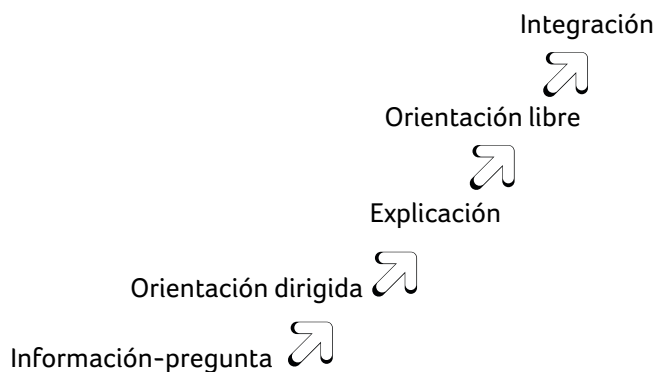 Integración
Orientación libre
Explicación
Orientación dirigida
Información-pregunta